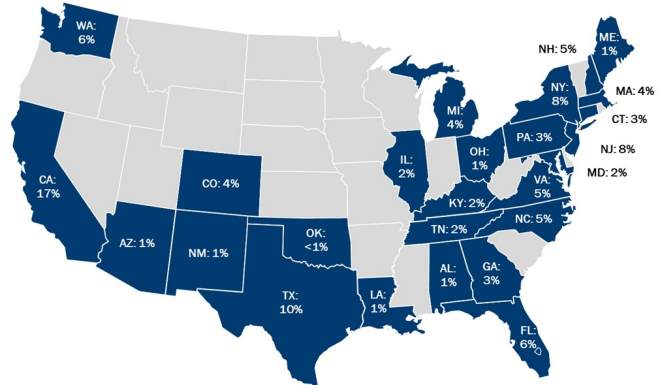 WA:
6%
ME:
1%
NH: 5%
NY:
8%
MA: 4%
MI:
4%
CT: 3%
PA: 3%
NJ: 8%
OH:
1%
IL:
2%
CA:
17%
CO: 4%
MD: 2%
VA:
5%
KY: 2%
NC: 5%
TN: 2%
OK:
<1%
AZ: 1%
NM: 1%
AL:
1%
GA:
3%
TX:
10%
LA:
1%
FL:
6%